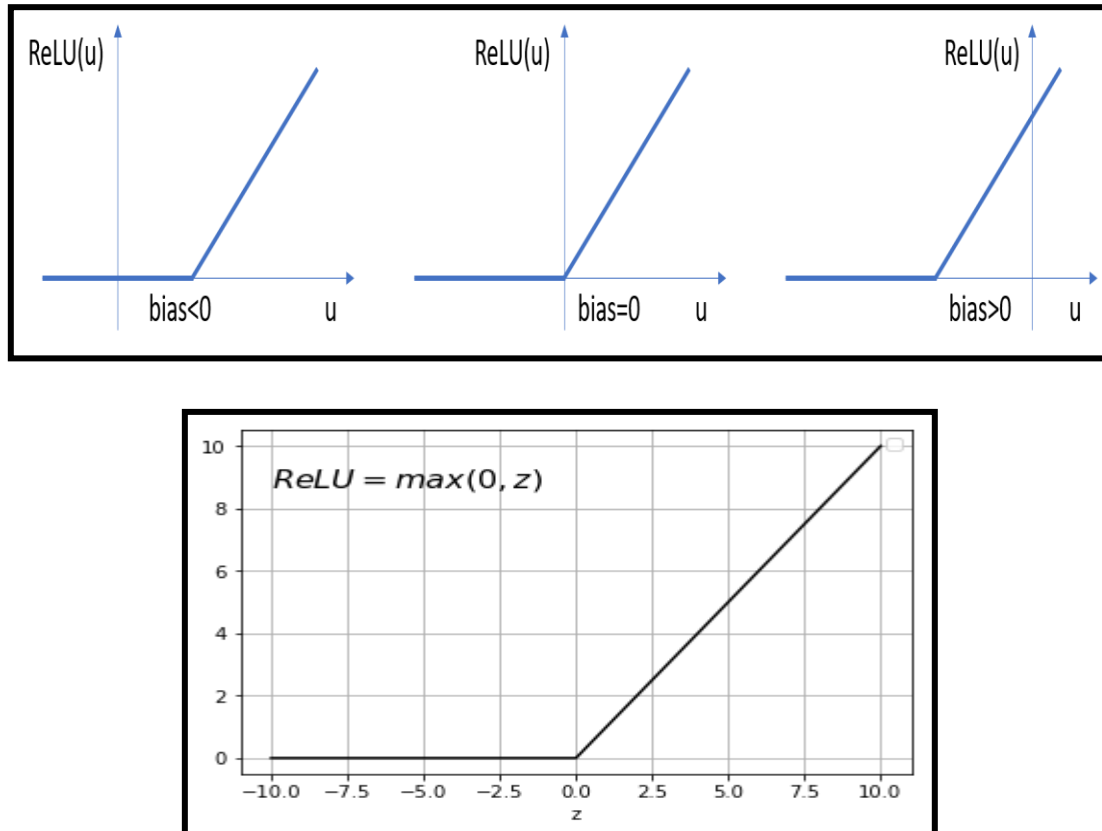 ReLU(u) ReLU(u) ReLU(u)
bias<0 u bias=0 u bias>0 u
10
ReLU = max(0, z)
8
6
4
2
0
−10.0 −7.5 −5.0 −2.5 0.0 2.5 5.0 7.5 10.0
z